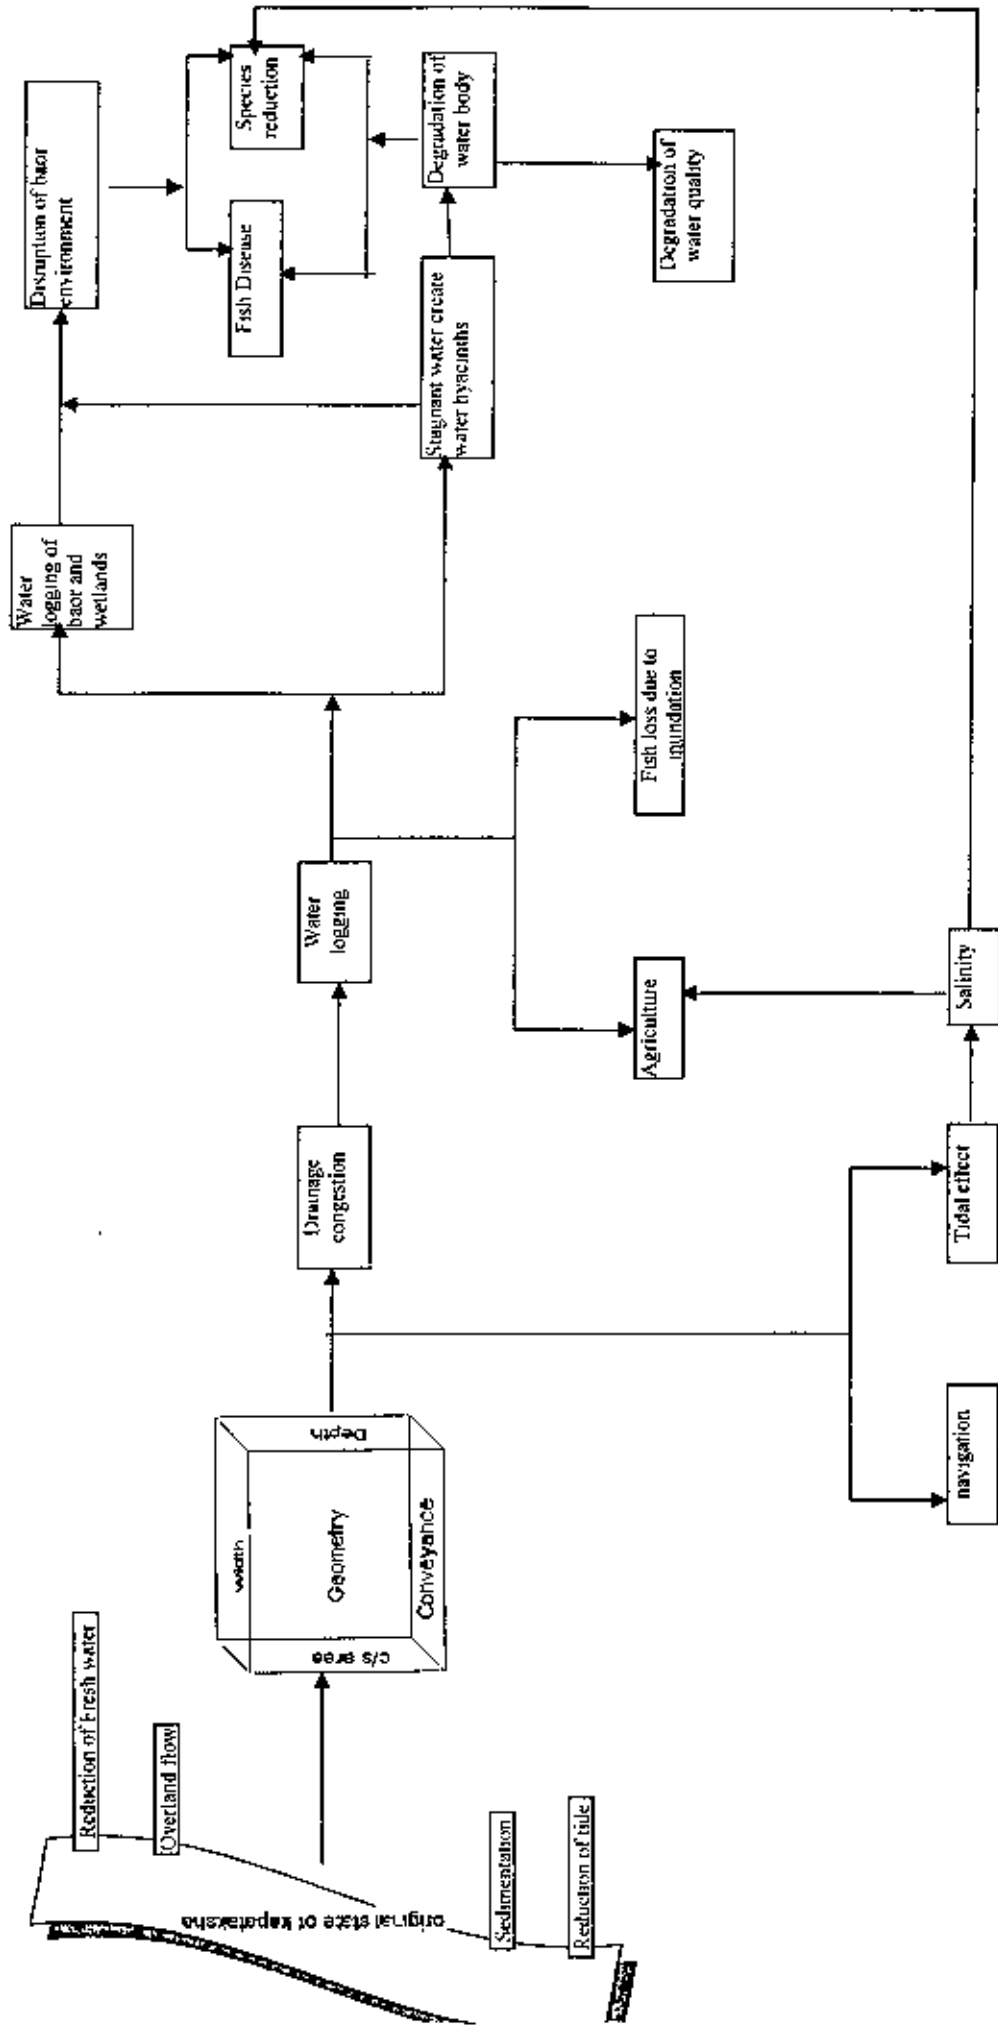 Reduction of Fresh water
Overland flow
original state of kapataksha
Sedimentation
Reduction of tide
Width
Depth
Geometry
c/s area
Conveyance
Drainage
congestion
navigation
Tidal effect
Salinity
Water
logging
Agriculture
Fish loss due to
inundation
Water
logging of
baor and
wetlands
Stagnant water create
water hyacinths
Disruption of baor
environment
Fish Disease
Species
reduction
Degradation of
water body
Degradation of
water quality